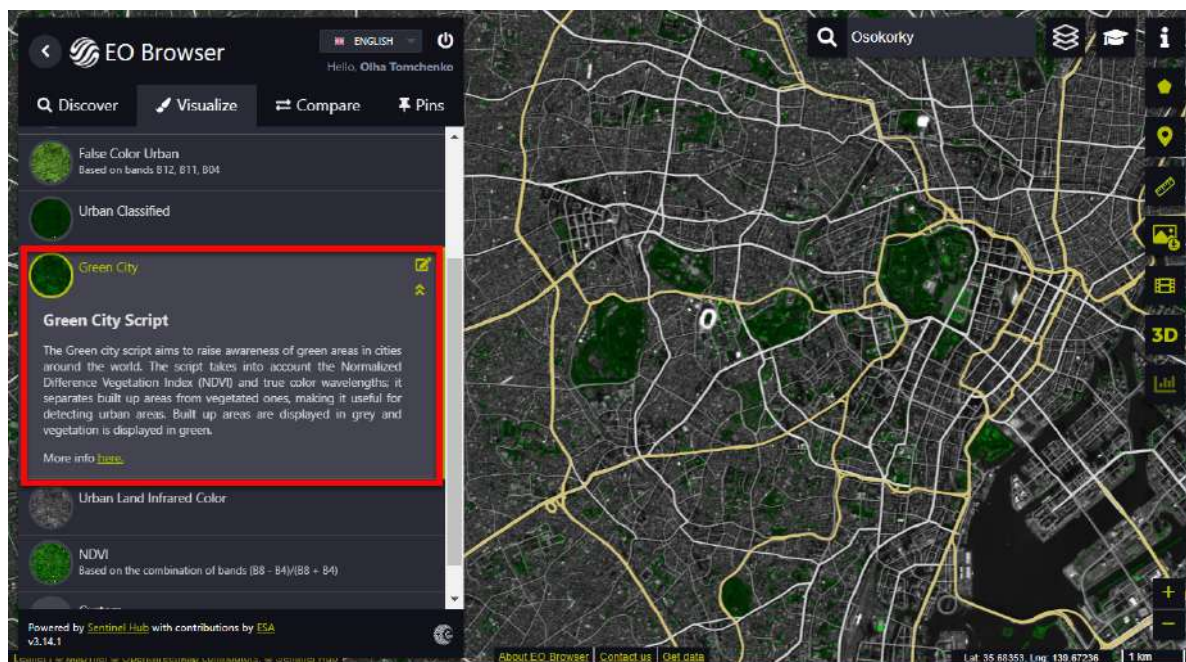 EO Browser
ENGLISH
Hello, Olha Tomchenko
Discover
Visualize
Compare
Pins
False Color Urban
Based on bands B12, B11, B04
Urban Classified
Green City
Green City Script
The Green city script aims to raise awareness of green areas in cities
around the world. The script takes into account the Normalized
Difference Vegetation Index (NDVI) and true color wavelengths; it
separates built up areas from vegetated ones, making it useful for
detecting urban areas. Built up areas are displayed in grey and
vegetation is displayed in green.
More info here.
Urban Land Infrared Color
NDVI
Based on the combination of bands (B8 - B4)/(B8 + B4)
Custom
Powered by Sentinel Hub with contributions by ESA
v3.14.1
Osokorky
3D
About EO Browser | Contact us | Get data
Lat: 35.68353, Lng: 139.67236
1 km